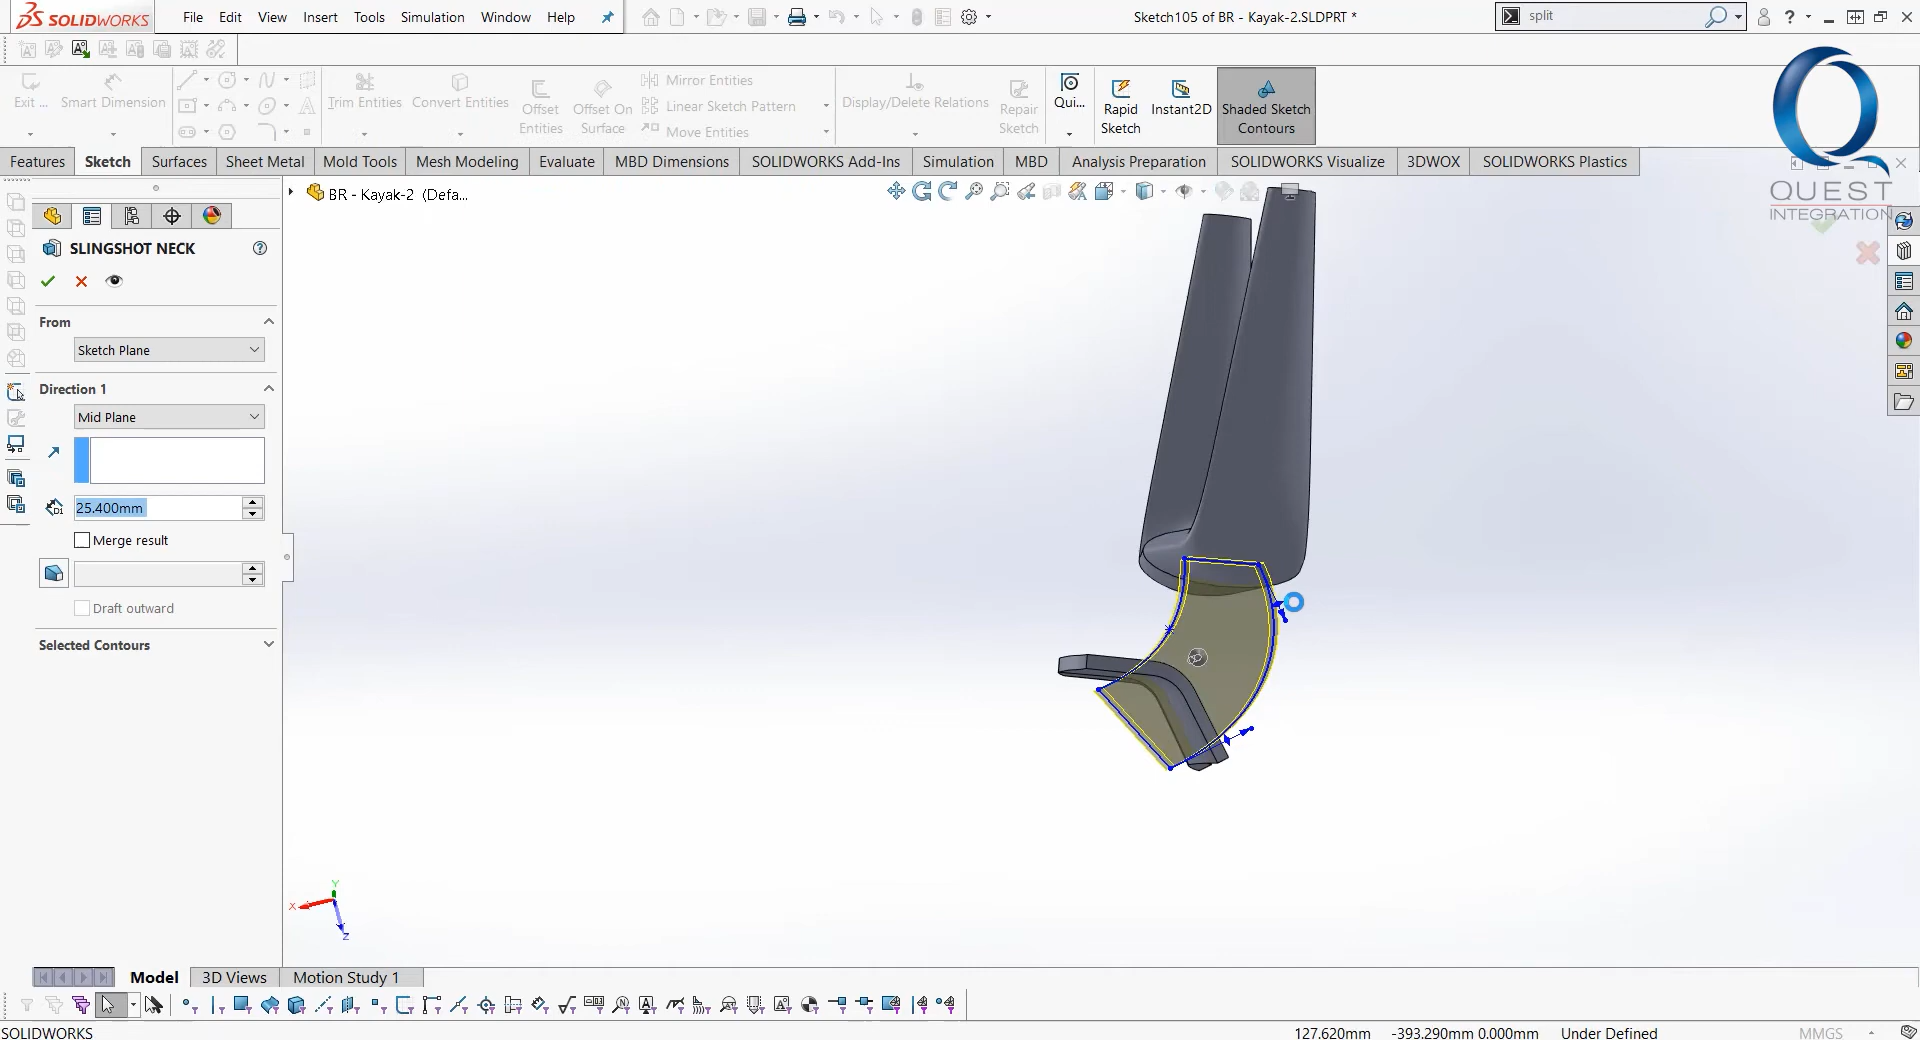 SOLIDWORKS
File Edit View Insert Tools Simulation Window Help
Sketch105 of BR - Kayak-2.SLDPRT *
split
Exit ...
Smart Dimension
Trim Entities
Convert Entities
Offset Entities
Offset On Surface
Mirror Entities
Linear Sketch Pattern
Move Entities
Display/Delete Relations
Repair Sketch
Qui...
Rapid Sketch
Instant2D
Shaded Sketch Contours
Features Sketch Surfaces Sheet Metal Mold Tools Mesh Modeling Evaluate MBD Dimensions SOLIDWORKS Add-Ins Simulation MBD Analysis Preparation SOLIDWORKS Visualize 3DWOX SOLIDWORKS Plastics
QUEST
INTEGRATION
BR - Kayak-2 (Defa...
SLINGSHOT NECK
From
Sketch Plane
Direction 1
Mid Plane
25.400mm
Merge result
Draft outward
Selected Contours
Y
X
Z
Model 3D Views Motion Study 1
SOLIDWORKS
127.620mm -393.290mm 0.000mm Under Defined MMGS